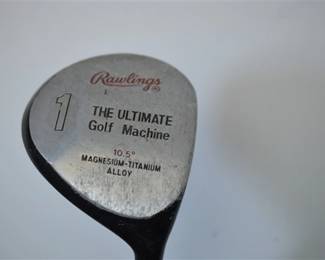 Rawlings ®
1
THE ULTIMATE
Golf Machine
10.5°
MAGNESIUM-TITANIUM
ALLOY